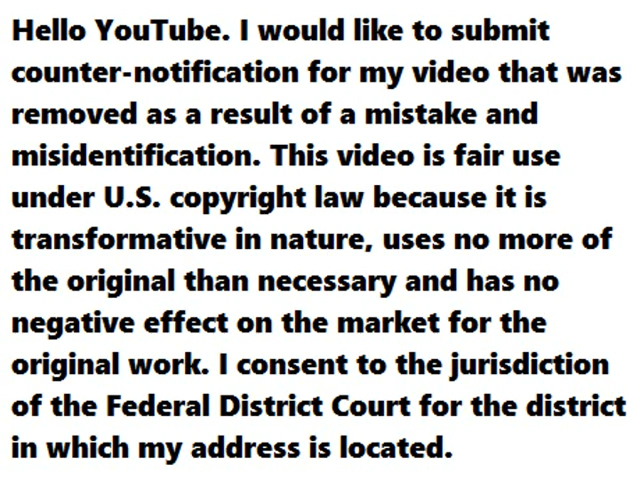 Hello YouTube. I would like to submit
counter-notification for my video that was
removed as a result of a mistake and
misidentification. This video is fair use
under U.S. copyright law because it is
transformative in nature, uses no more of
the original than necessary and has no
negative effect on the market for the
original work. I consent to the jurisdiction
of the Federal District Court for the district
in which my address is located.